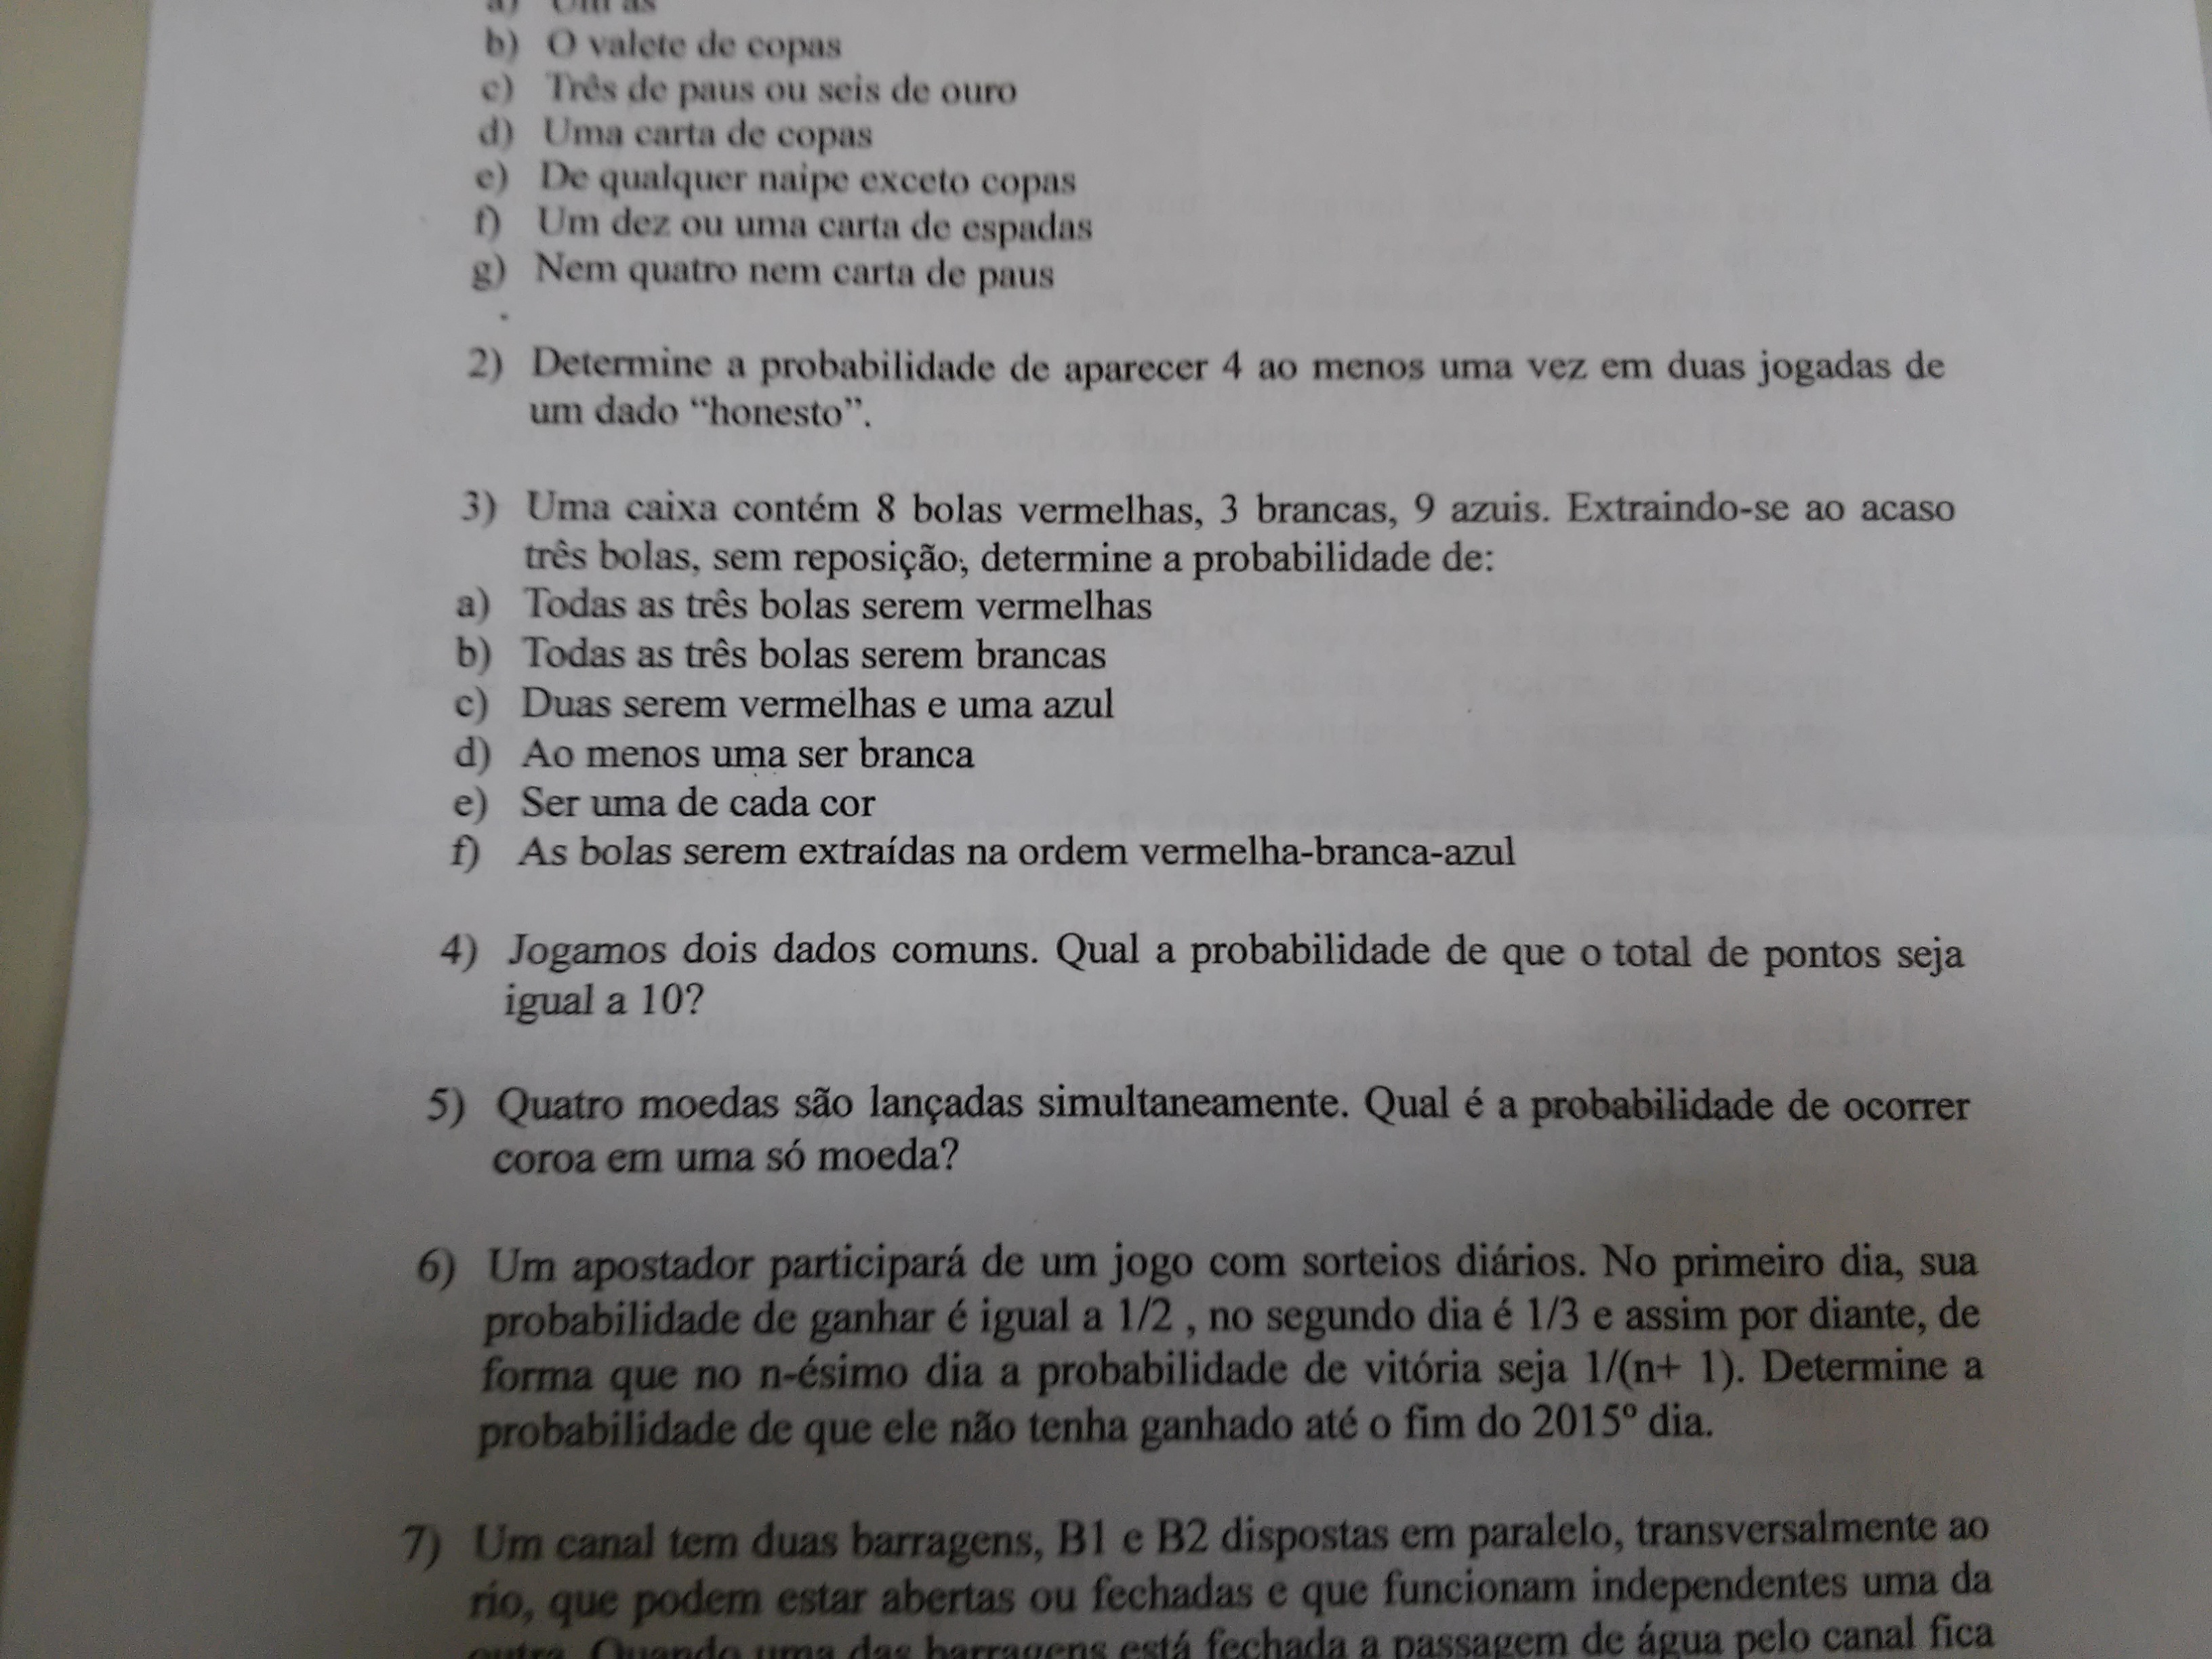 a) Um ás
b) O valete de copas
c) Três de paus ou seis de ouro
d) Uma carta de copas
e) De qualquer naipe exceto copas
f) Um dez ou uma carta de espadas
g) Nem quatro nem carta de paus
2) Determine a probabilidade de aparecer 4 ao menos uma vez em duas jogadas de
um dado “honesto”.
3) Uma caixa contém 8 bolas vermelhas, 3 brancas, 9 azuis. Extraindo-se ao acaso
três bolas, sem reposição, determine a probabilidade de:
a) Todas as três bolas serem vermelhas
b) Todas as três bolas serem brancas
c) Duas serem vermelhas e uma azul
d) Ao menos uma ser branca
e) Ser uma de cada cor
f) As bolas serem extraídas na ordem vermelha-branca-azul
4) Jogamos dois dados comuns. Qual a probabilidade de que o total de pontos seja
igual a 10?
5) Quatro moedas são lançadas simultaneamente. Qual é a probabilidade de ocorrer
coroa em uma só moeda?
6) Um apostador participará de um jogo com sorteios diários. No primeiro dia, sua
probabilidade de ganhar é igual a 1/2 , no segundo dia é 1/3 e assim por diante, de
forma que no n-ésimo dia a probabilidade de vitória seja 1/(n+ 1). Determine a
probabilidade de que ele não tenha ganhado até o fim do 2015º dia.
7) Um canal tem duas barragens, B1 e B2 dispostas em paralelo, transversalmente ao
rio, que podem estar abertas ou fechadas e que funcionam independentes uma da
outra. Quando uma das barragens está fechada a passagem de água pelo canal fica